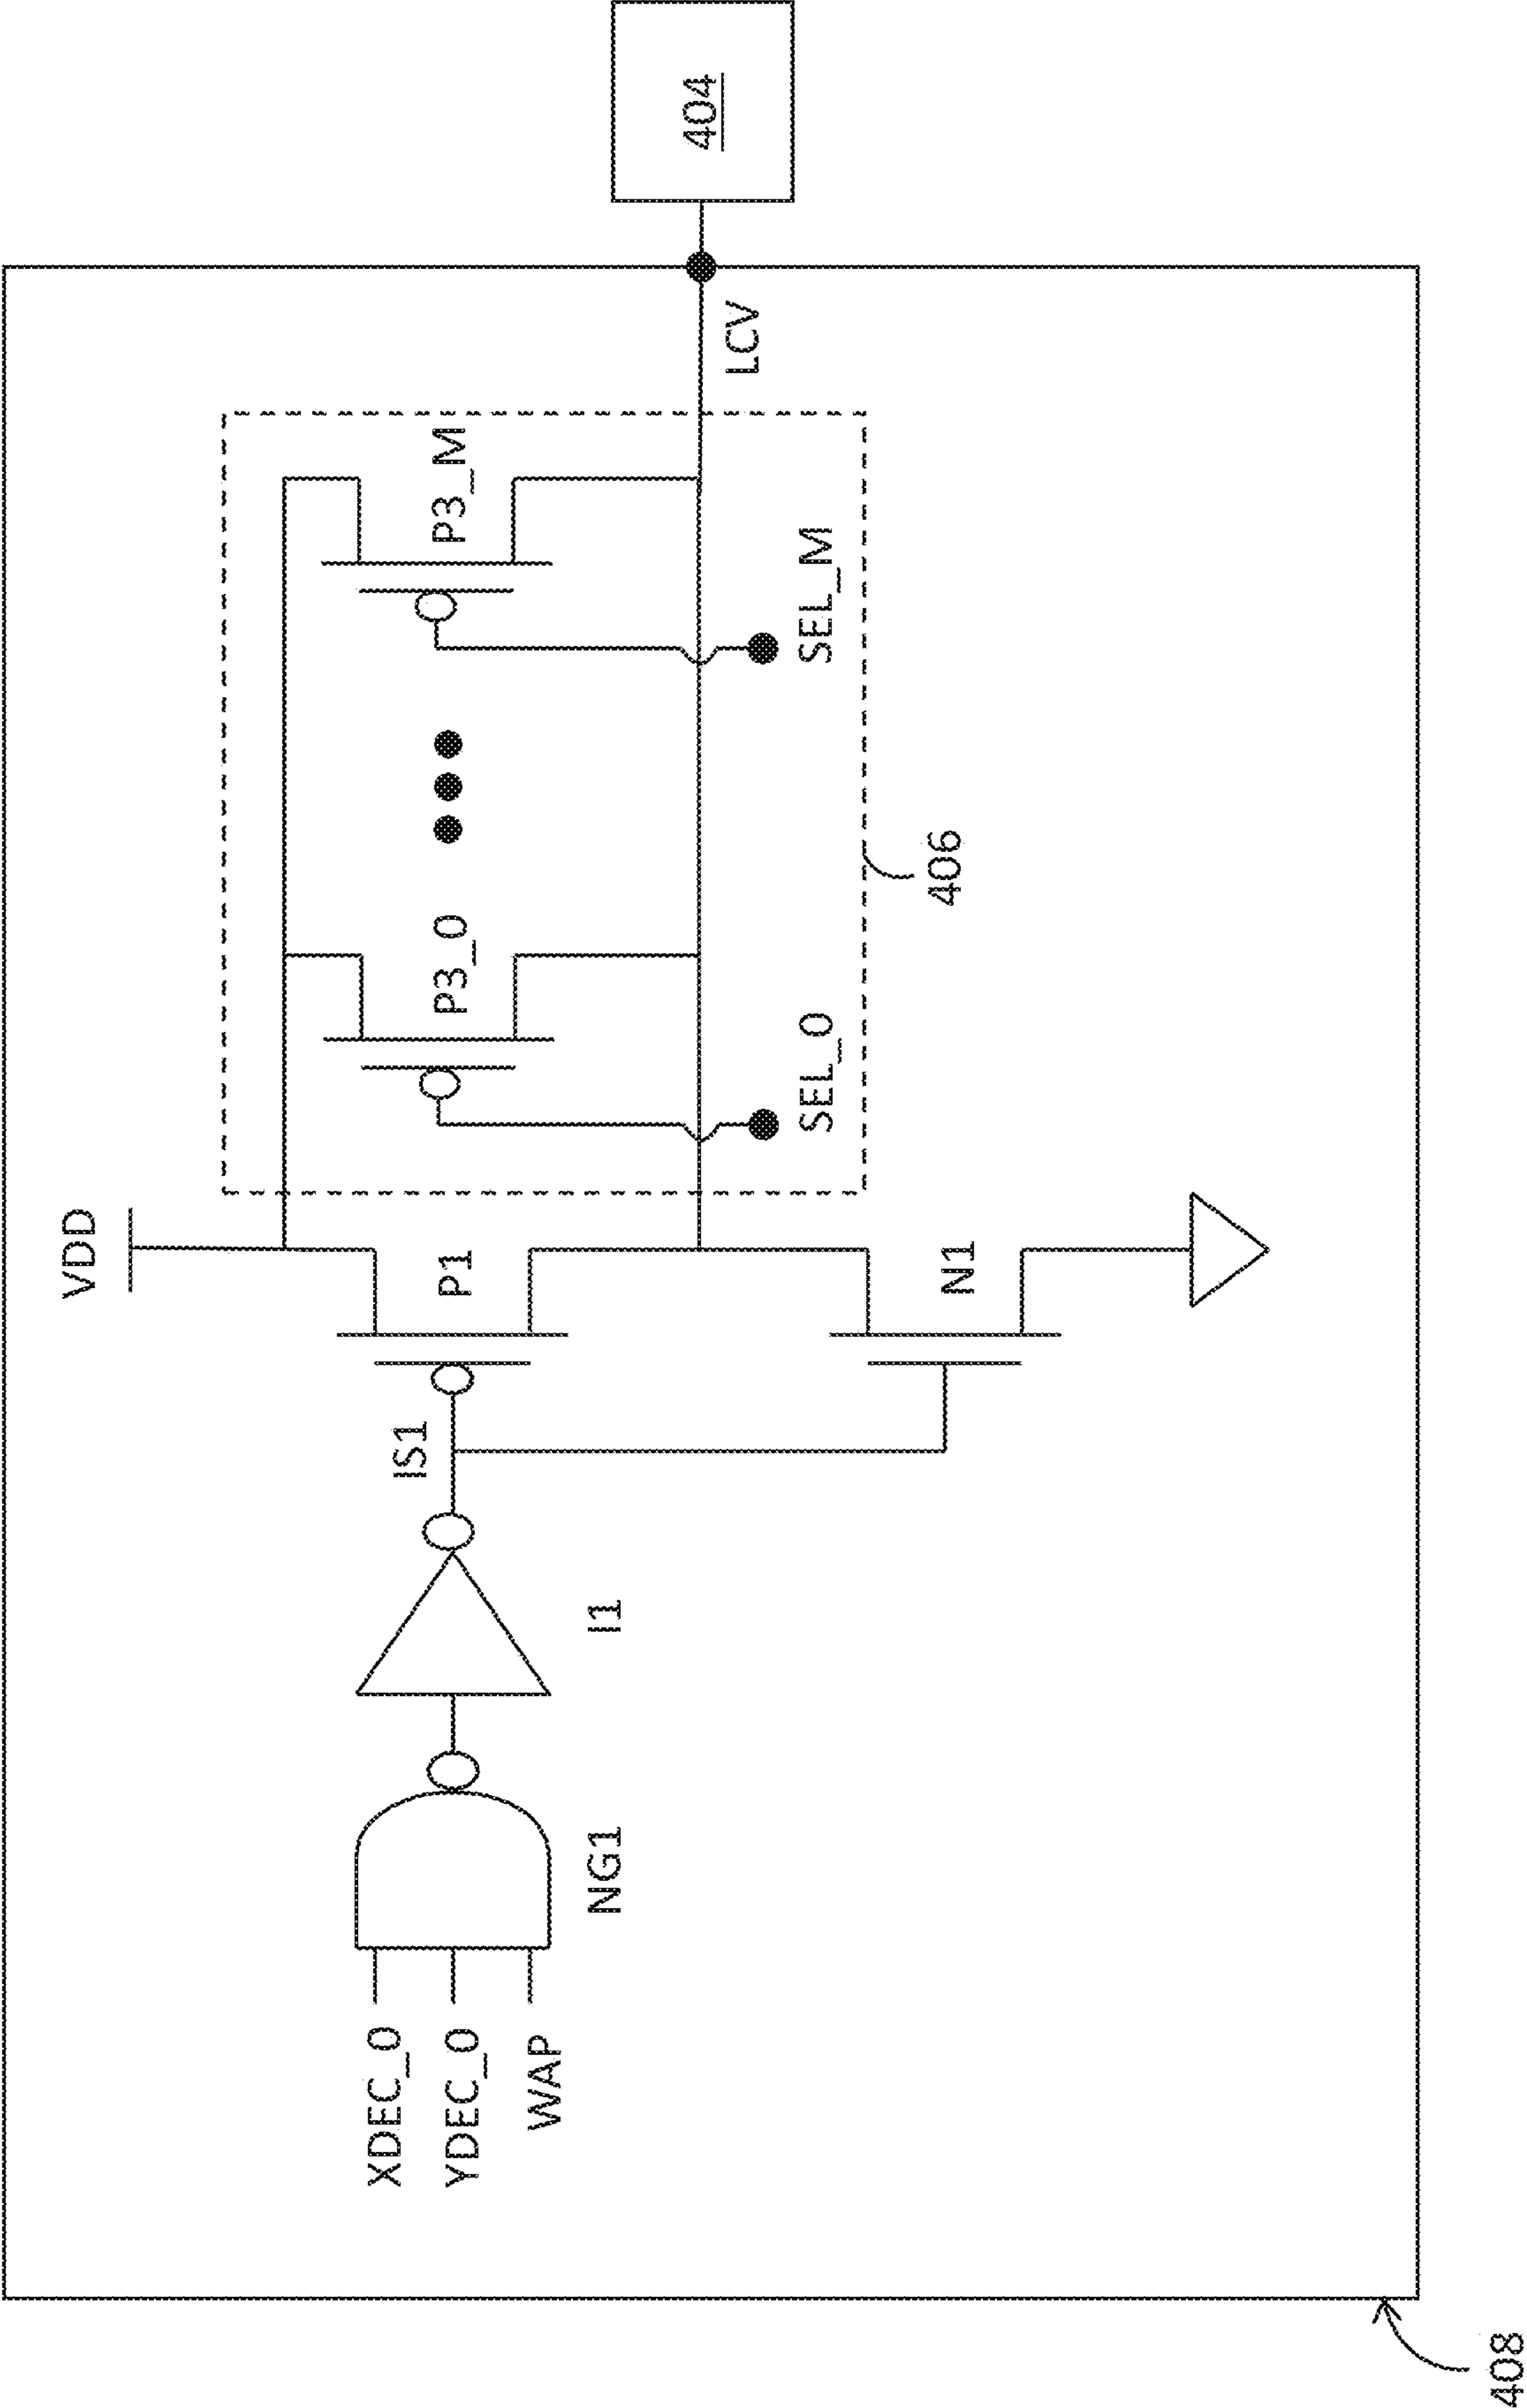 VDD
P3_0
P3_M
404
XDEC_0
YDEC_0
WAP
NG1
I1
IS1
P1
LCV
SEL_0
SEL_M
406
N1
408